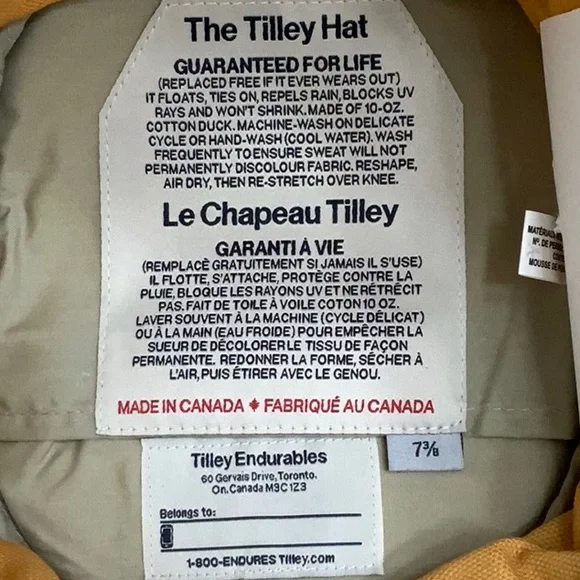 The Tilley Hat
GUARANTEED FOR LIFE
(REPLACED FREE IF IT EVER WEARS OUT)
IT FLOATS, TIES ON, REPELS RAIN, BLOCKS UV
RAYS AND WON'T SHRINK. MADE OF 10-OZ.
COTTON DUCK. MACHINE-WASH ON DELICATE
CYCLE OR HAND-WASH (COOL WATER). WASH
FREQUENTLY TO ENSURE SWEAT WILL NOT
PERMANENTLY DISCOLOUR FABRIC. RESHAPE,
AIR DRY, THEN RE-STRETCH OVER KNEE.
Le Chapeau Tilley
GARANTI À VIE
(REMPLACÉ GRATUITEMENT SI JAMAIS IL S'USE)
IL FLOTTE, S'ATTACHE, PROTÈGE CONTRE LA
PLUIE, BLOQUE LES RAYONS UV ET NE RÉTRÉCIT
PAS. FAIT DE TOILE À VOILE COTON 10 OZ.
LAVER SOUVENT À LA MACHINE (CYCLE DÉLICAT)
OU À LA MAIN (EAU FROIDE) POUR EMPÊCHER LA
SUEUR DE DÉCOLORER LE TISSU DE FAÇON
PERMANENTE. REDONNER LA FORME, SÉCHER À
L'AIR, PUIS ÉTIRER AVEC LE GENOU.
MADE IN CANADA FABRIQUÉ AU CANADA
7⅜
Tilley Endurables
60 Gervais Drive, Toronto.
On. Canada M3C 1Z3
Belongs to:
1-800-ENDURES Tilley.com
Nº. DE
MOUSSE DE